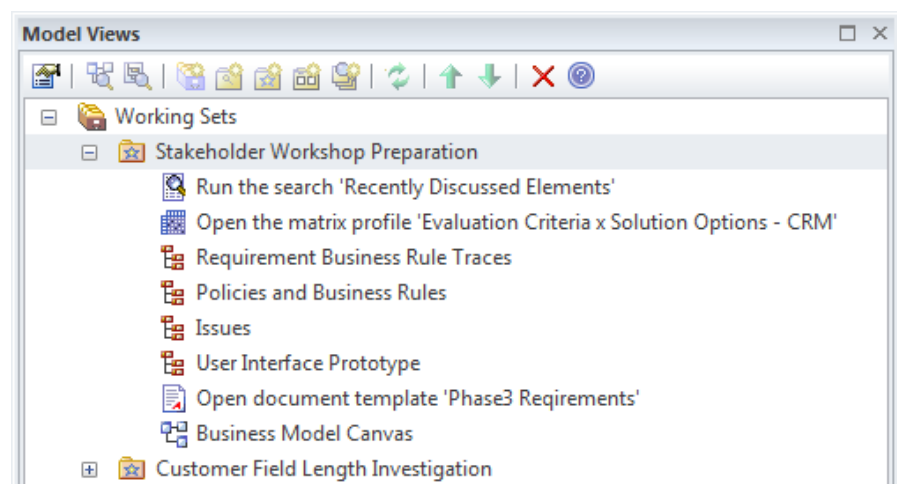 Model Views
Working Sets
Stakeholder Workshop Preparation
Run the search 'Recently Discussed Elements'
Open the matrix profile 'Evaluation Criteria x Solution Options - CRM'
Requirement Business Rule Traces
Policies and Business Rules
Issues
User Interface Prototype
Open document template 'Phase3 Reqirements'
Business Model Canvas
Customer Field Length Investigation